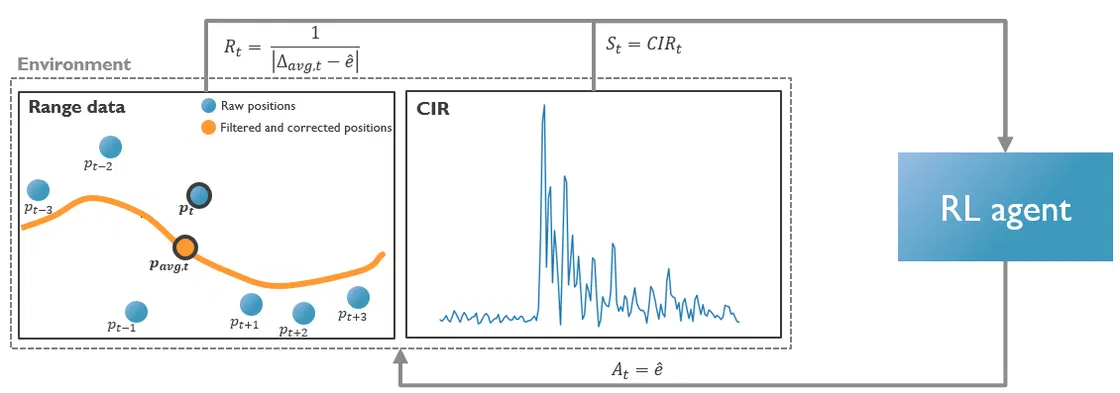 R_t = 1 / |Δ_avg,t − ê|
S_t = CIR_t
Environment
Range data
Raw positions
Filtered and corrected positions
CIR
p_t−2
p_t−3
p_t
p_avg,t
p_t−1
p_t+1
p_t+2
p_t+3
RL agent
A_t = ê